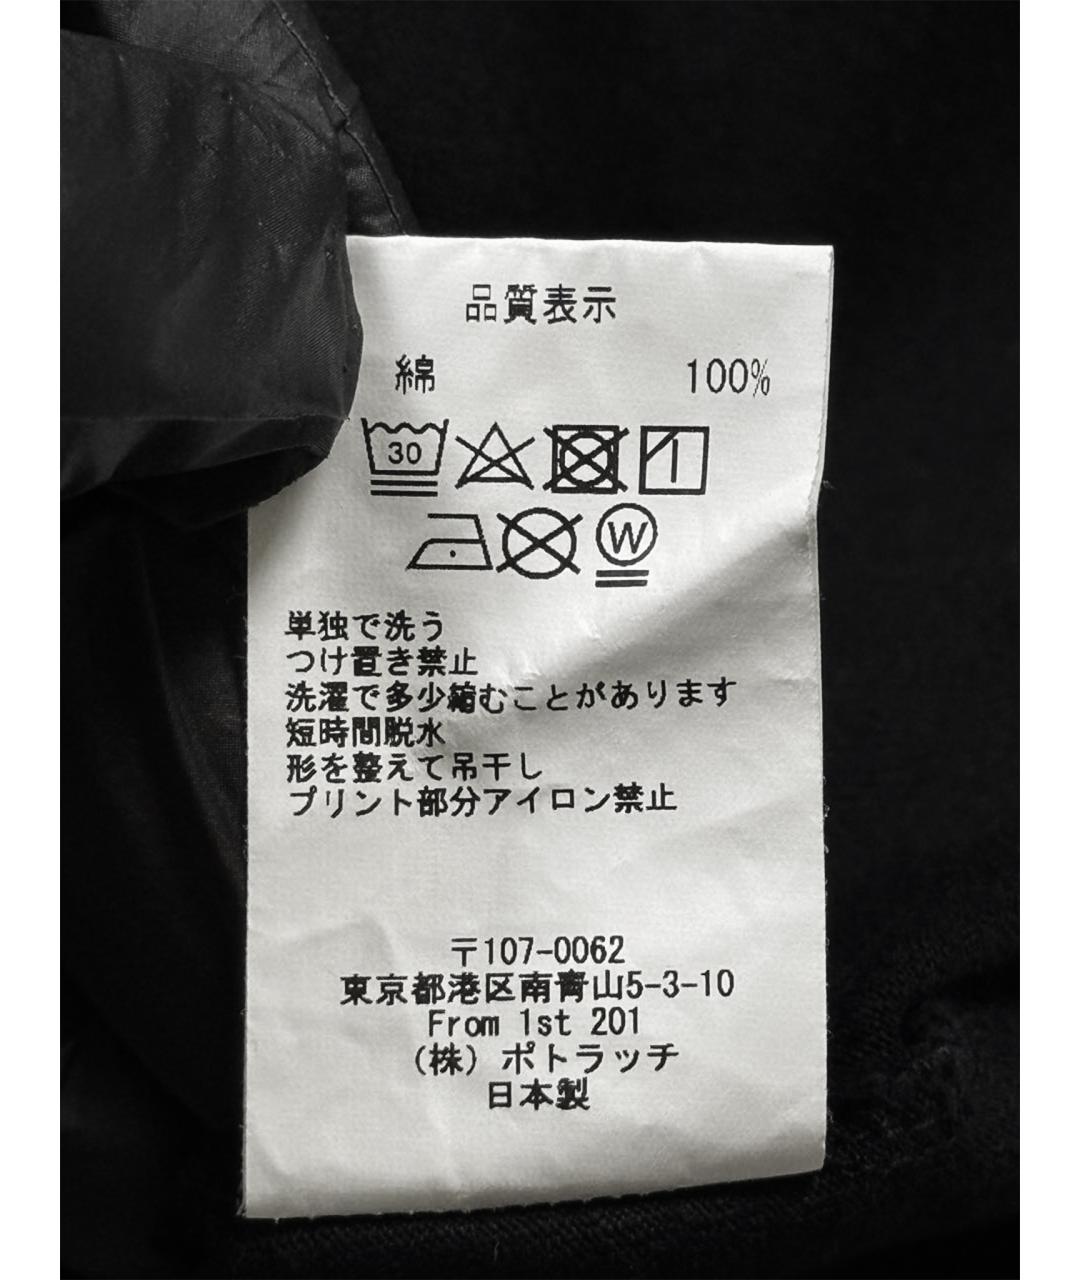 品質表示
綿 100%
30
W
単独で洗う
つけ置き禁止
洗濯で多少縮むことがあります
短時間脱水
形を整えて吊干し
プリント部分アイロン禁止
〒107-0062
東京都港区南青山5-3-10
From 1st 201
(株) ポトラッチ
日本製